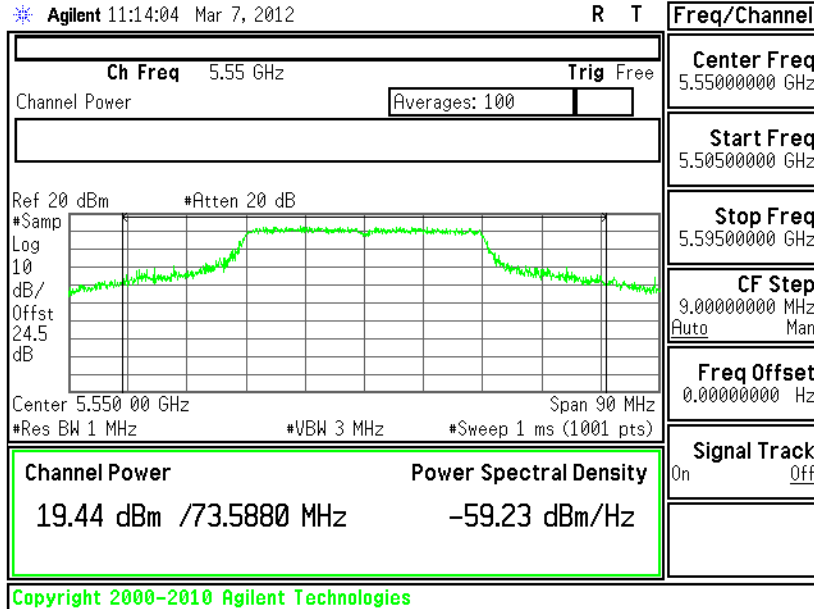 Agilent 11:14:04 Mar 7, 2012 R T
Ch Freq 5.55 GHz Trig Free
Channel Power Averages: 100
Ref 20 dBm #Atten 20 dB
#Samp
Log
10
dB/
Offst
24.5
dB
Center 5.550 00 GHz Span 90 MHz
#Res BW 1 MHz #VBW 3 MHz #Sweep 1 ms (1001 pts)
Channel Power Power Spectral Density
19.44 dBm /73.5880 MHz -59.23 dBm/Hz
Copyright 2000-2010 Agilent Technologies
Freq/Channel
Center Freq
5.55000000 GHz
Start Freq
5.50500000 GHz
Stop Freq
5.59500000 GHz
CF Step
9.00000000 MHz
Auto Man
Freq Offset
0.00000000 Hz
Signal Track
On Off